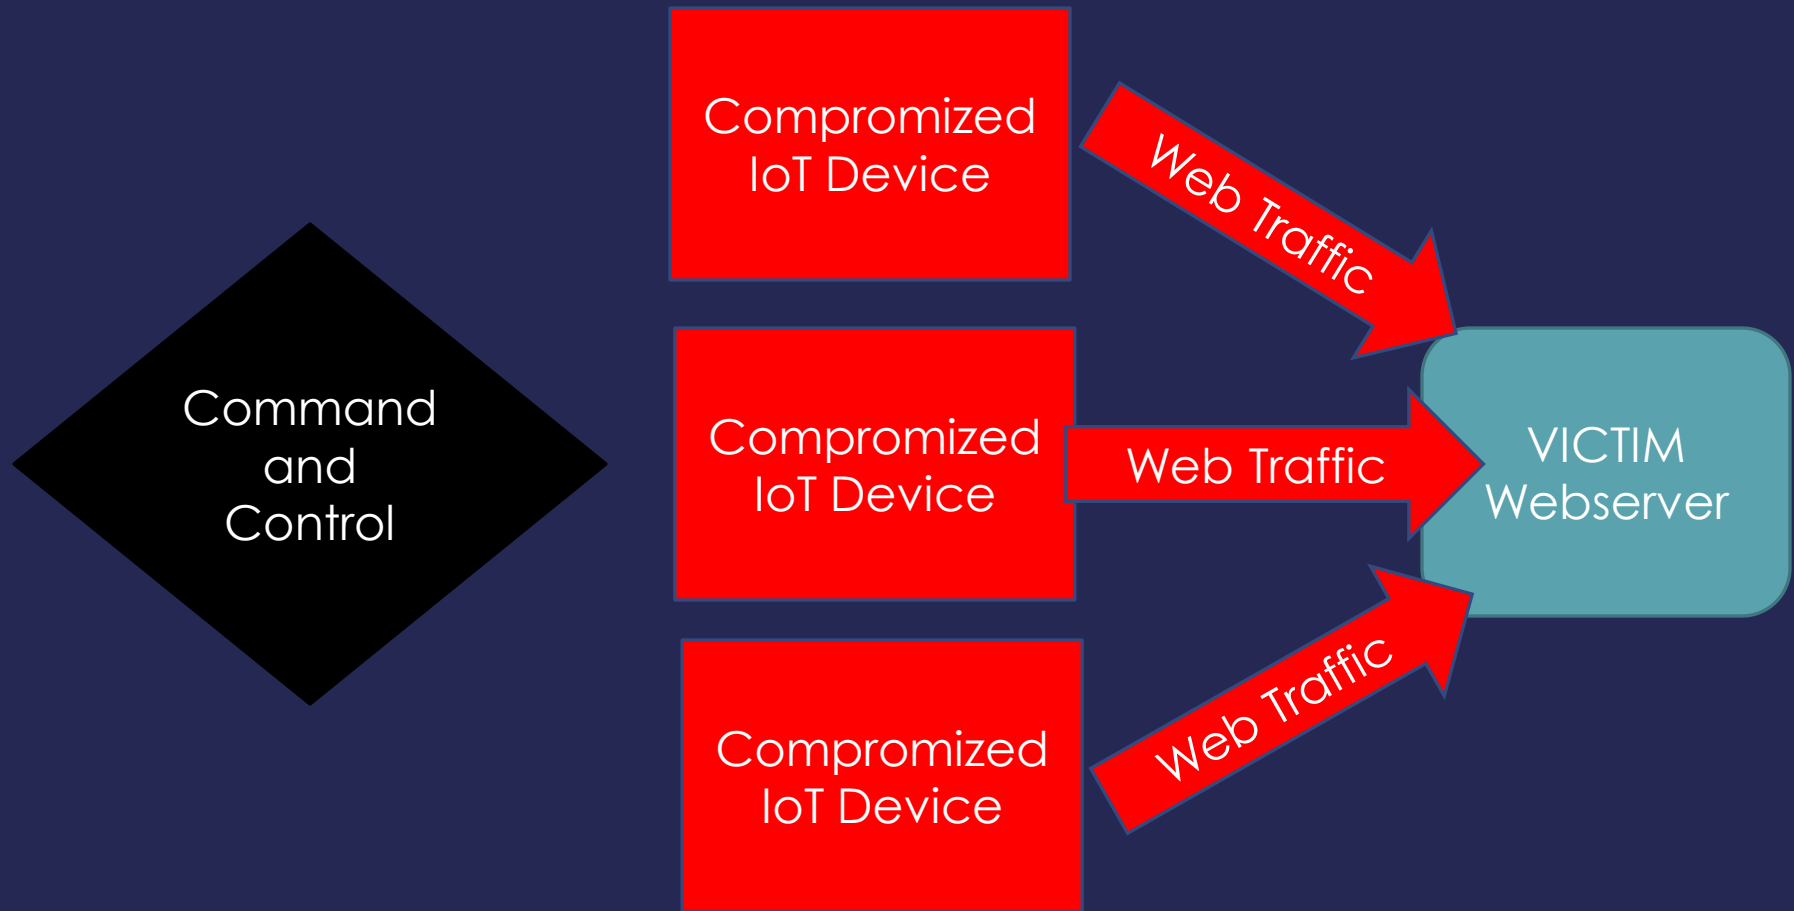 Compromized
IoT Device
Web Traffic
Command
and
Control
Compromized
IoT Device
Web Traffic
VICTIM
Webserver
Compromized
IoT Device
Web Traffic